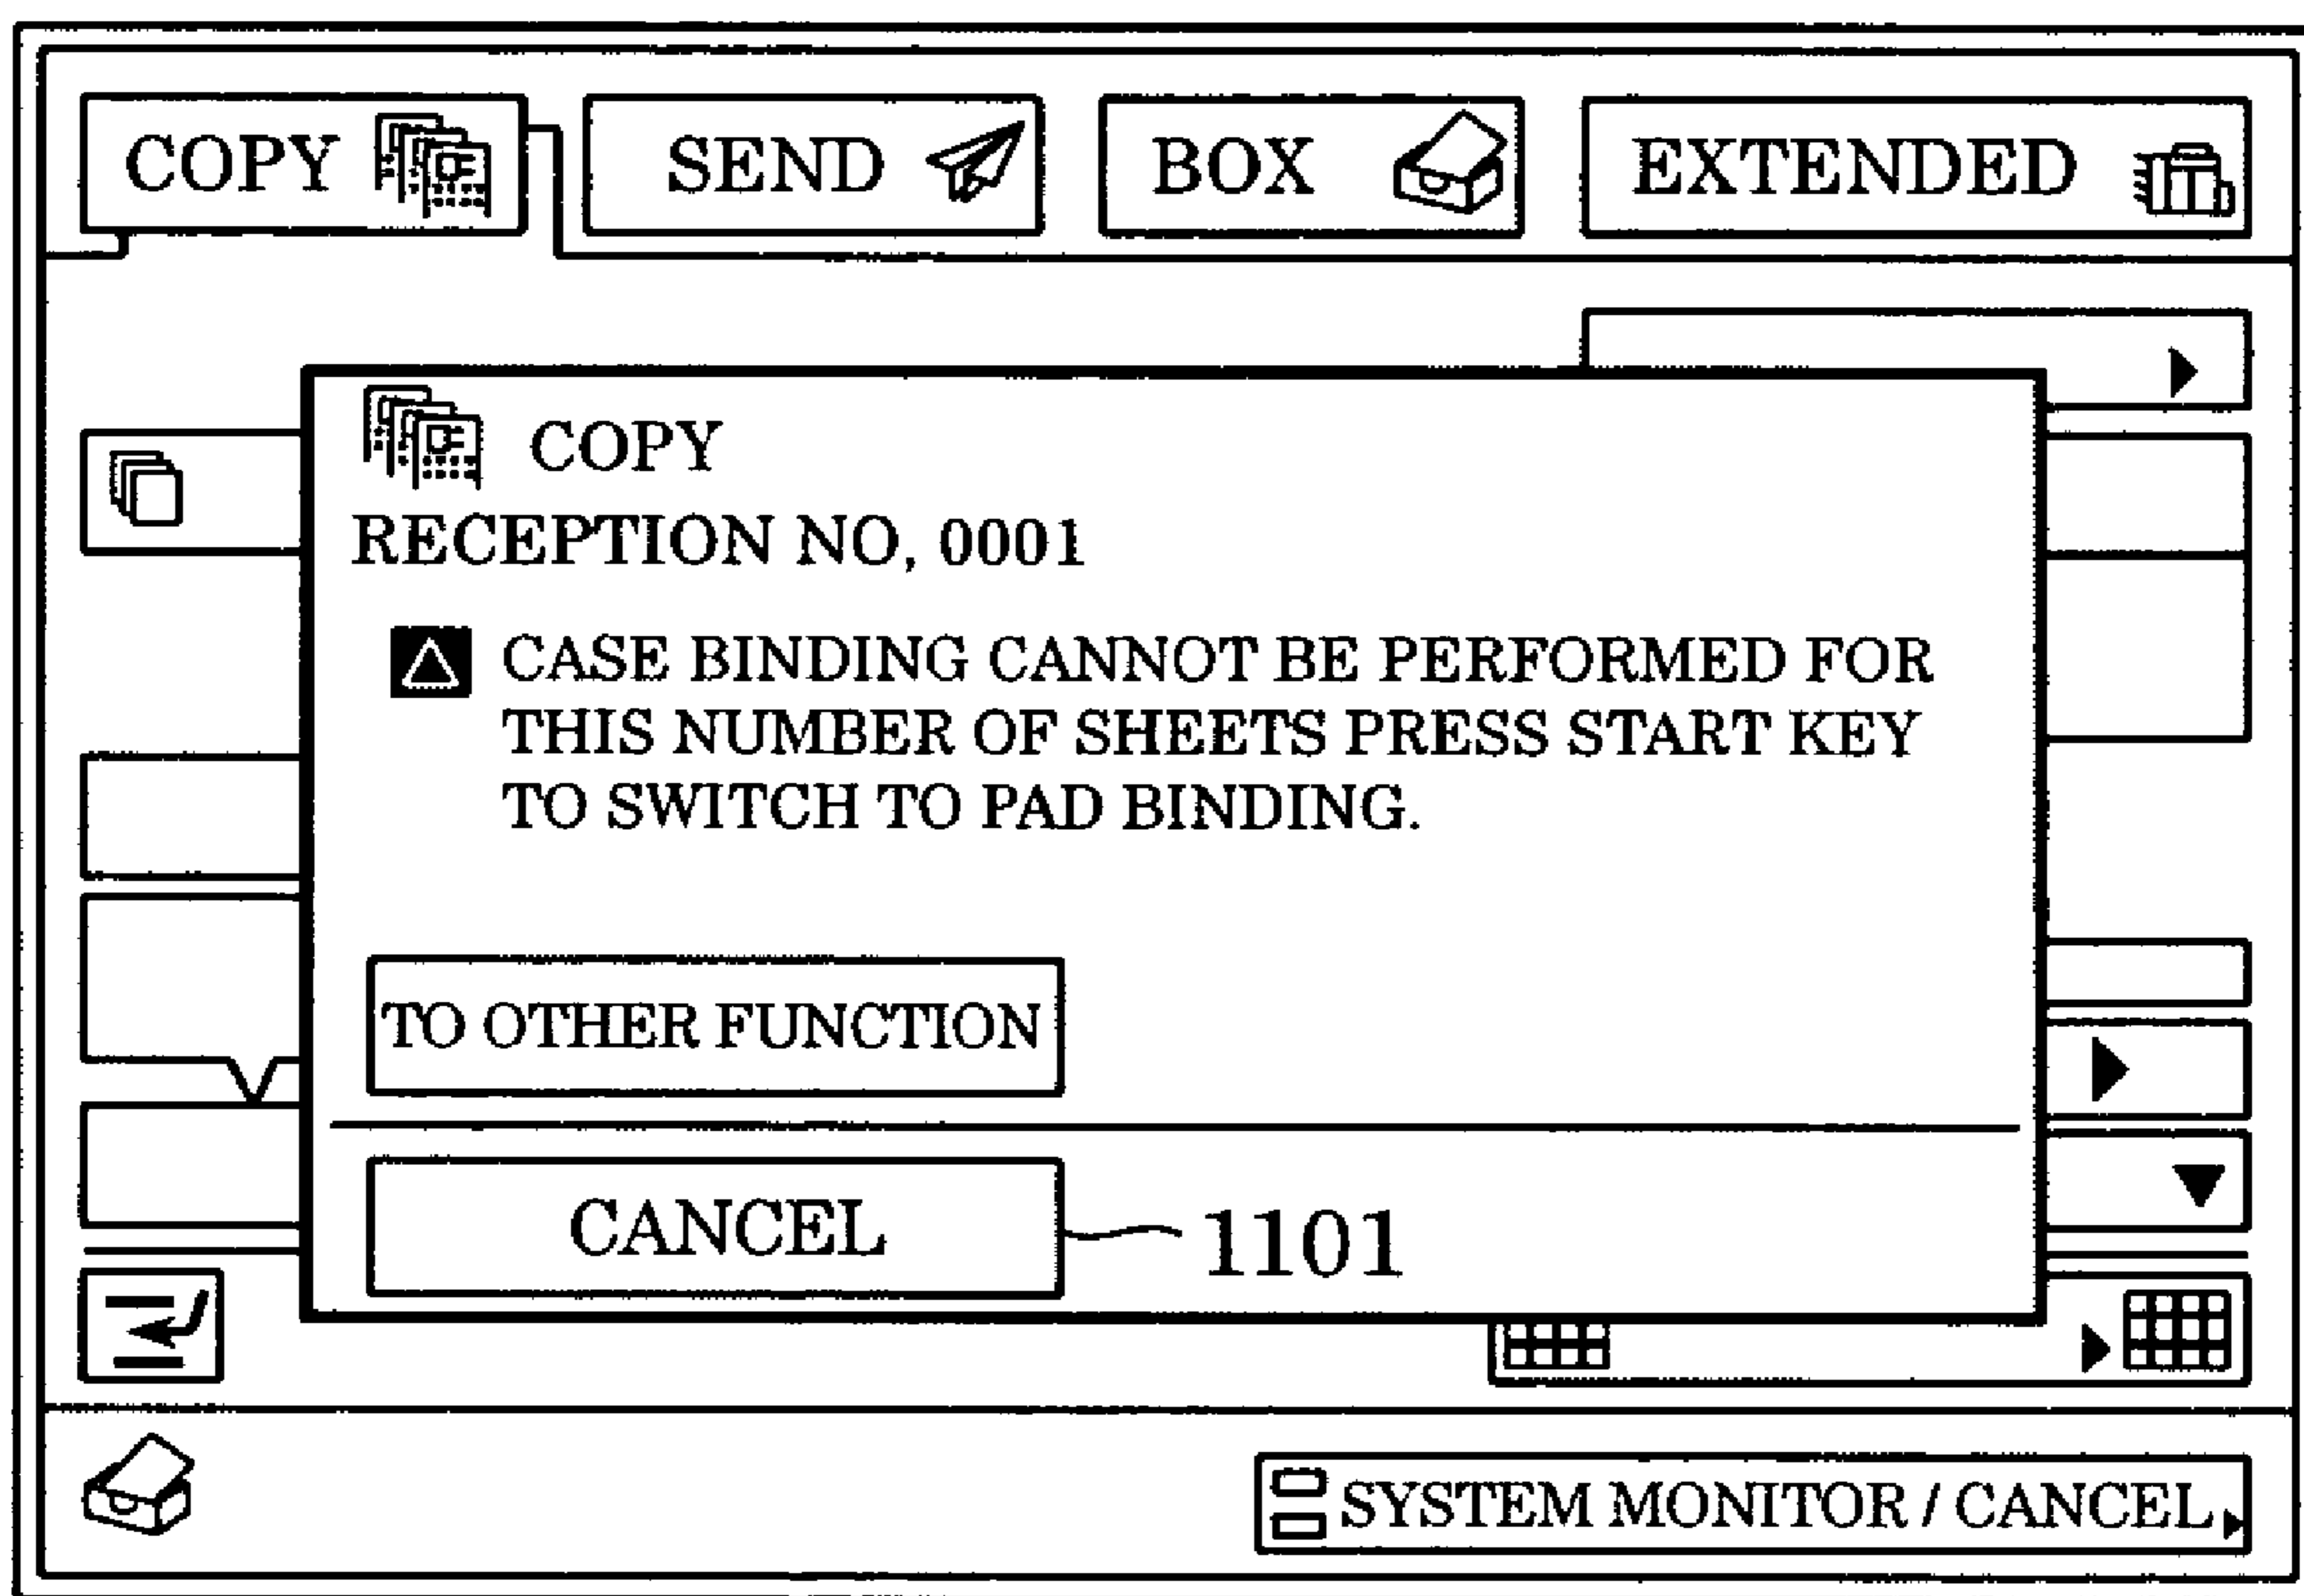 COPY SEND BOX EXTENDED
COPY
RECEPTION NO, 0001
CASE BINDING CANNOT BE PERFORMED FOR
THIS NUMBER OF SHEETS PRESS START KEY
TO SWITCH TO PAD BINDING.
TO OTHER FUNCTION
CANCEL 1101
SYSTEM MONITOR / CANCEL